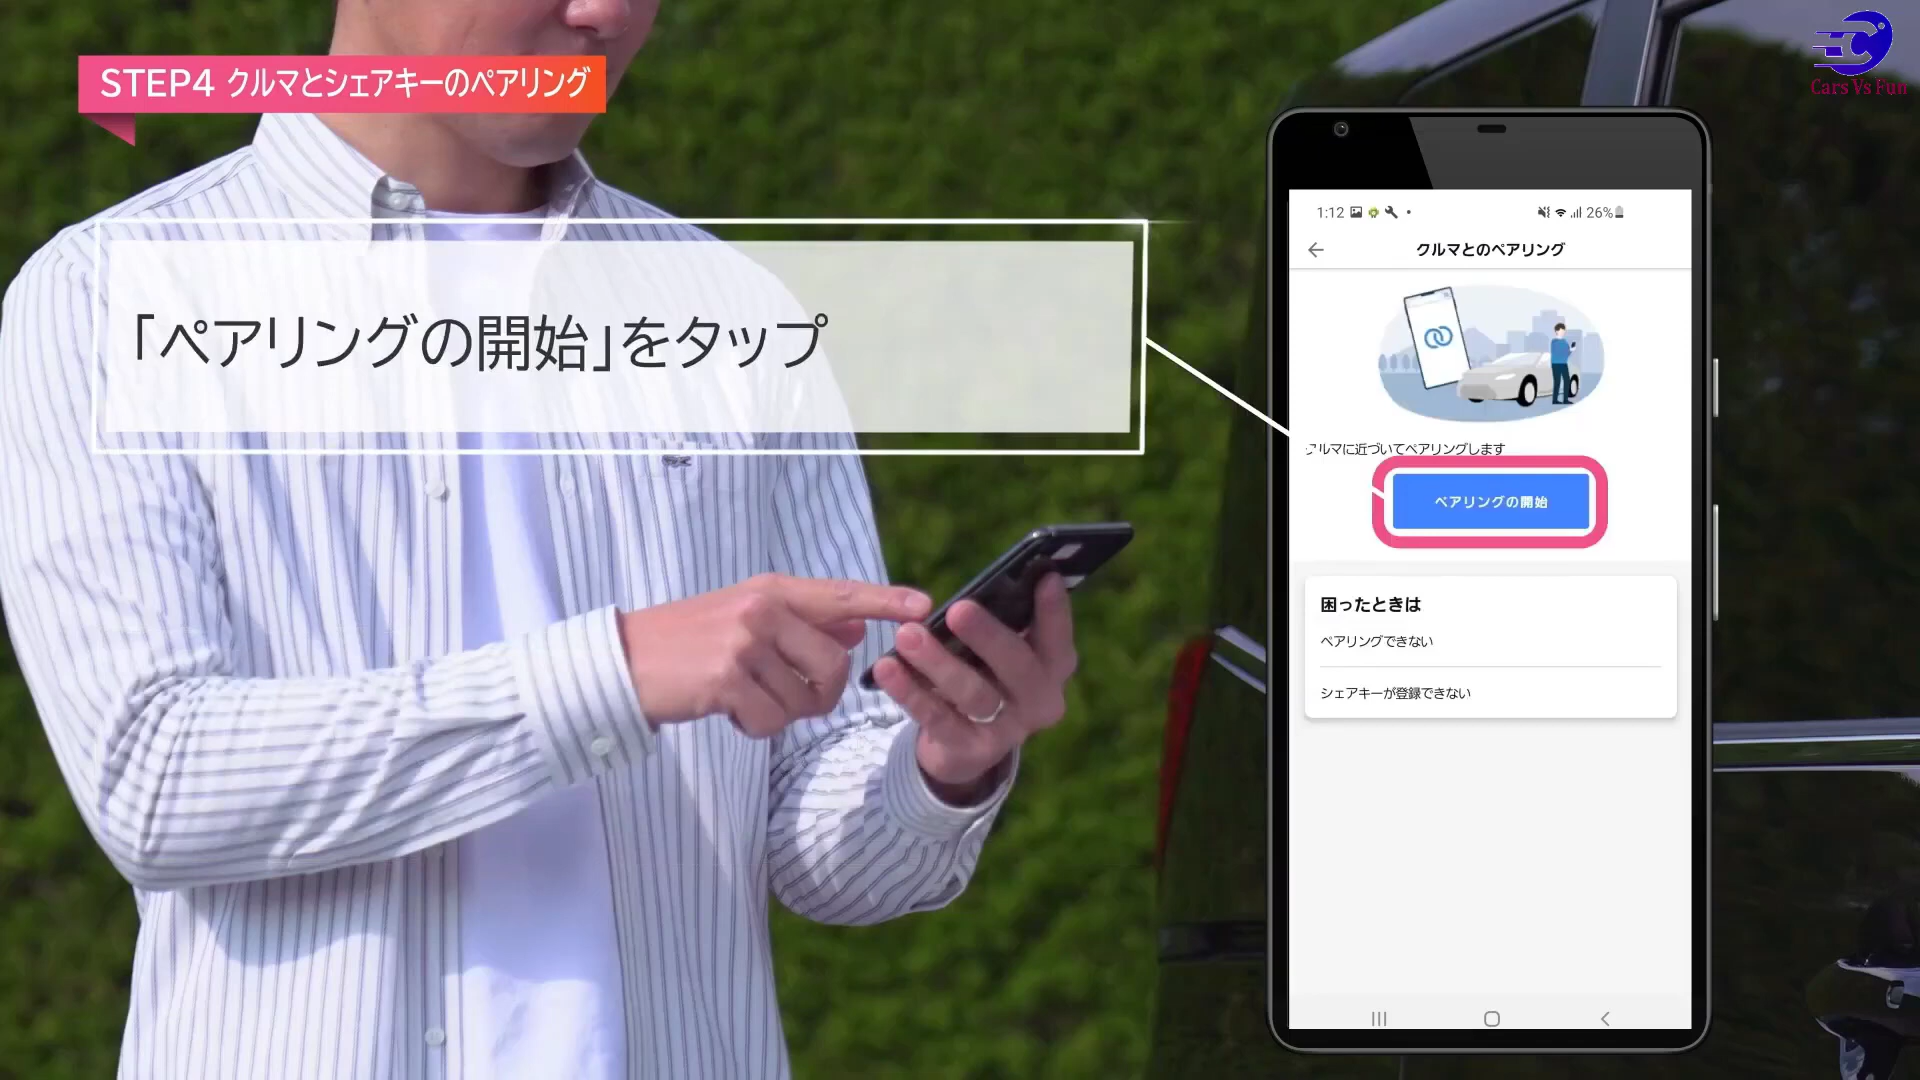 STEP4 クルマとシェアキーのペアリング
Cars Vs Fun
「ペアリングの開始」をタップ
1:12
26%
クルマとのペアリング
クルマに近づいてペアリングします
ペアリングの開始
困ったときは
ペアリングできない
シェアキーが登録できない